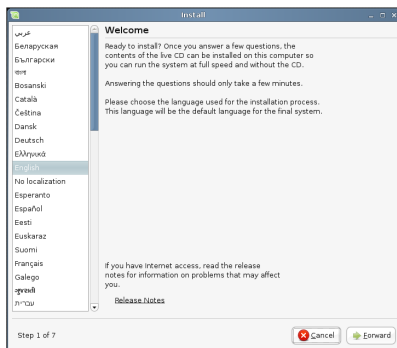 Install
عربي
Беларуская
Български
বাংলা
Bosanski
Català
Čeština
Dansk
Deutsch
Ελληνικά
English
No localization
Esperanto
Español
Eesti
Euskaraz
Suomi
Français
Galego
ગુજરાતી
עברית
Welcome
Ready to install? Once you answer a few questions, the
contents of the live CD can be installed on this computer so
you can run the system at full speed and without the CD.
Answering the questions should only take a few minutes.
Please choose the language used for the installation process.
This language will be the default language for the final system.
If you have Internet access, read the release
notes for information on problems that may affect
you.
Release Notes
Step 1 of 7
Cancel
Forward